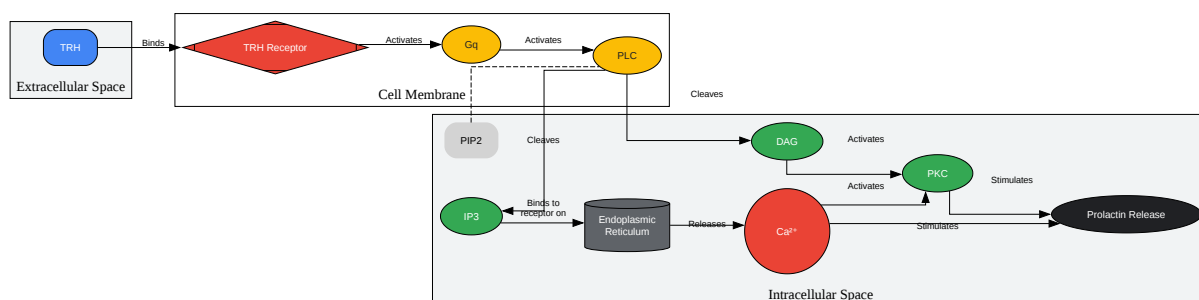 TRH
Binds
Extracellular Space
TRH Receptor
Activates
Gq
Activates
PLC
Cell Membrane
Cleaves
PIP2
Cleaves
DAG
Activates
PKC
Activates
Stimulates
IP3
Binds to
receptor on
Endoplasmic
Reticulum
Releases
Ca²⁺
Stimulates
Prolactin Release
Intracellular Space